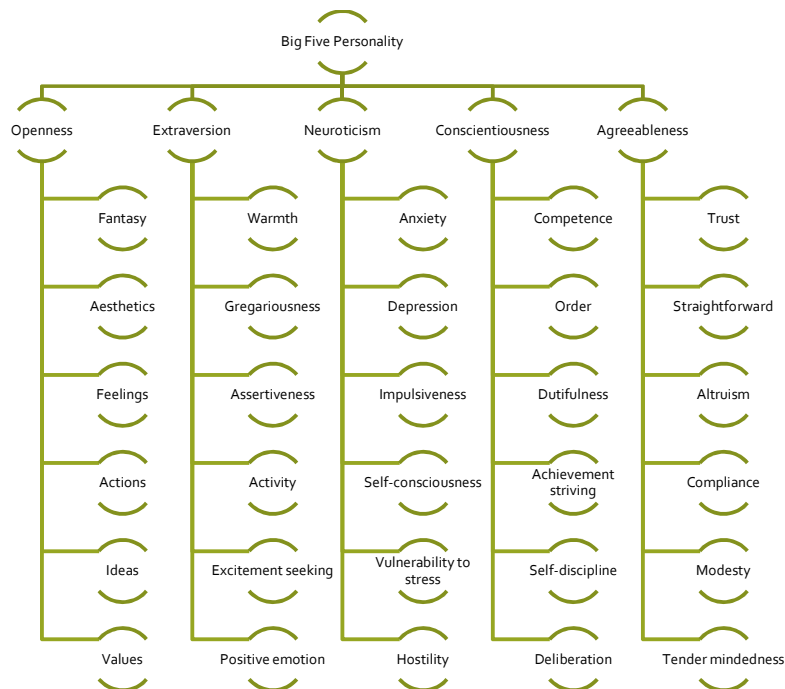 Big Five Personality
Openness
Extraversion
Neuroticism
Conscientiousness
Agreeableness
Fantasy
Warmth
Anxiety
Competence
Trust
Aesthetics
Gregariousness
Depression
Order
Straightforward
Feelings
Assertiveness
Impulsiveness
Dutifulness
Altruism
Actions
Activity
Self-consciousness
Achievement
striving
Compliance
Ideas
Excitement seeking
Vulnerability to
stress
Self-discipline
Modesty
Values
Positive emotion
Hostility
Deliberation
Tender mindedness